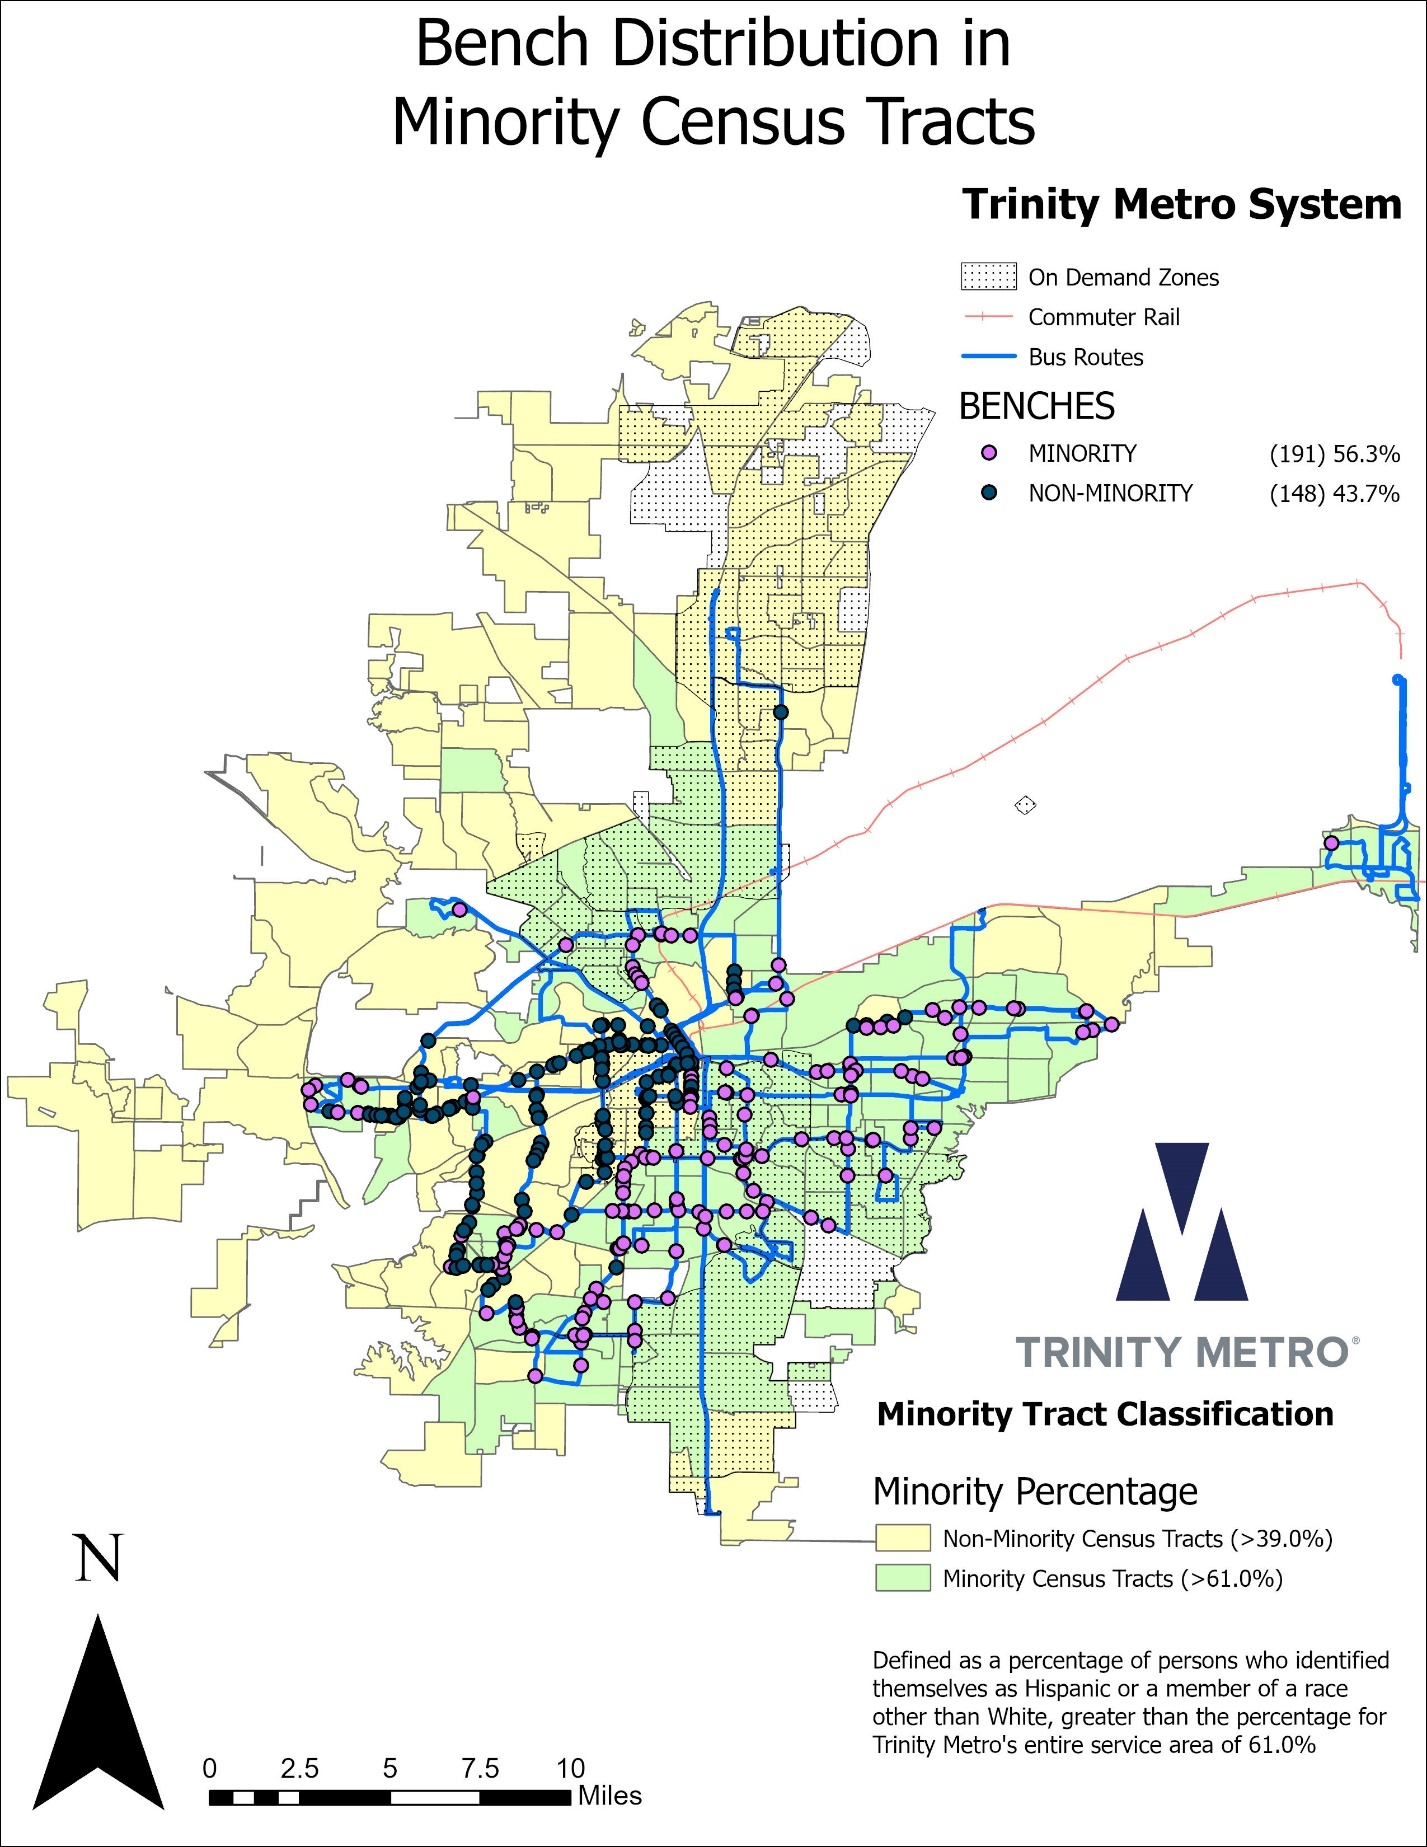 Bench Distribution in
Minority Census Tracts
Trinity Metro System
On Demand Zones
Commuter Rail
Bus Routes
BENCHES
MINORITY (191) 56.3%
NON-MINORITY (148) 43.7%
TRINITY METRO®
Minority Tract Classification
Minority Percentage
Non-Minority Census Tracts (>39.0%)
Minority Census Tracts (>61.0%)
Defined as a percentage of persons who identified
themselves as Hispanic or a member of a race
other than White, greater than the percentage for
Trinity Metro's entire service area of 61.0%
N
0 2.5 5 7.5 10
Miles